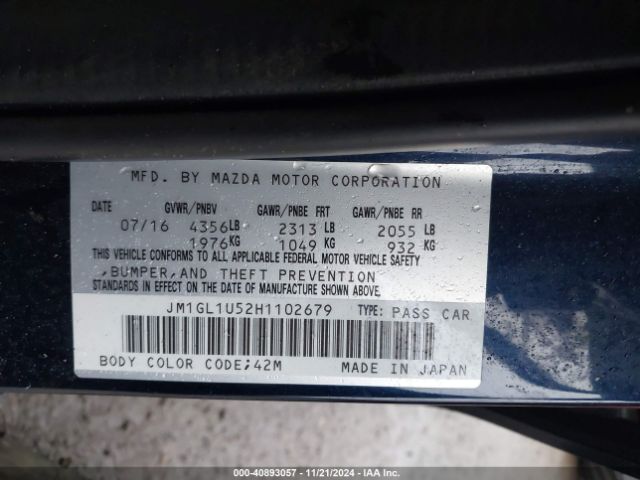 MFD. BY MAZDA MOTOR CORPORATION
DATE GVWR/PNBV GAWR/PNBE FRT GAWR/PNBE RR
07/16 4356LB 2313 LB 2055 LB
1976KG 1049 KG 932 KG
THIS VEHICLE CONFORMS TO ALL APPLICABLE FEDERAL MOTOR VEHICLE SAFETY
,BUMPER,AND THEFT PREVENTION
STANDARDS IN EFFECT ON THE DATE OF MANUFACTURE SHOWN ABOVE.
JM1GL1U52H1102679 TYPE: PASS CAR
BODY COLOR CODE;42M MADE IN JAPAN
000-40893057 - 11/21/2024 - IAA Inc.